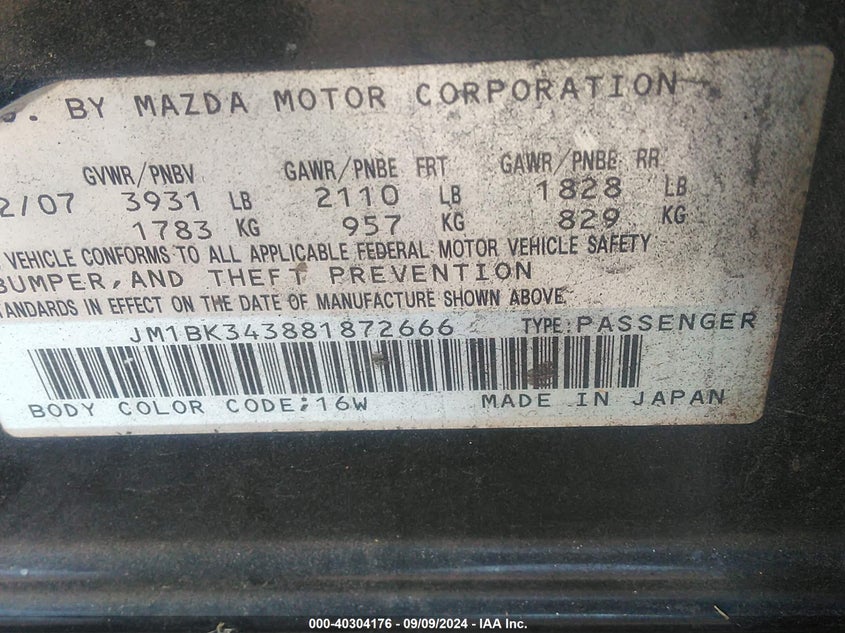 . BY MAZDA MOTOR CORPORATION
GVWR/PNBV GAWR/PNBE FRT GAWR/PNBE RR
2/07 3931 LB 2110 LB 1828 LB
1783 KG 957 KG 829 KG
VEHICLE CONFORMS TO ALL APPLICABLE FEDERAL MOTOR VEHICLE SAFETY
BUMPER, AND THEFT PREVENTION
TANDARDS IN EFFECT ON THE DATE OF MANUFACTURE SHOWN ABOVE.
JM1BK343881872666 TYPE:PASSENGER
BODY COLOR CODE:16W MADE IN JAPAN
000-40304176 - 09/09/2024 - IAA Inc.